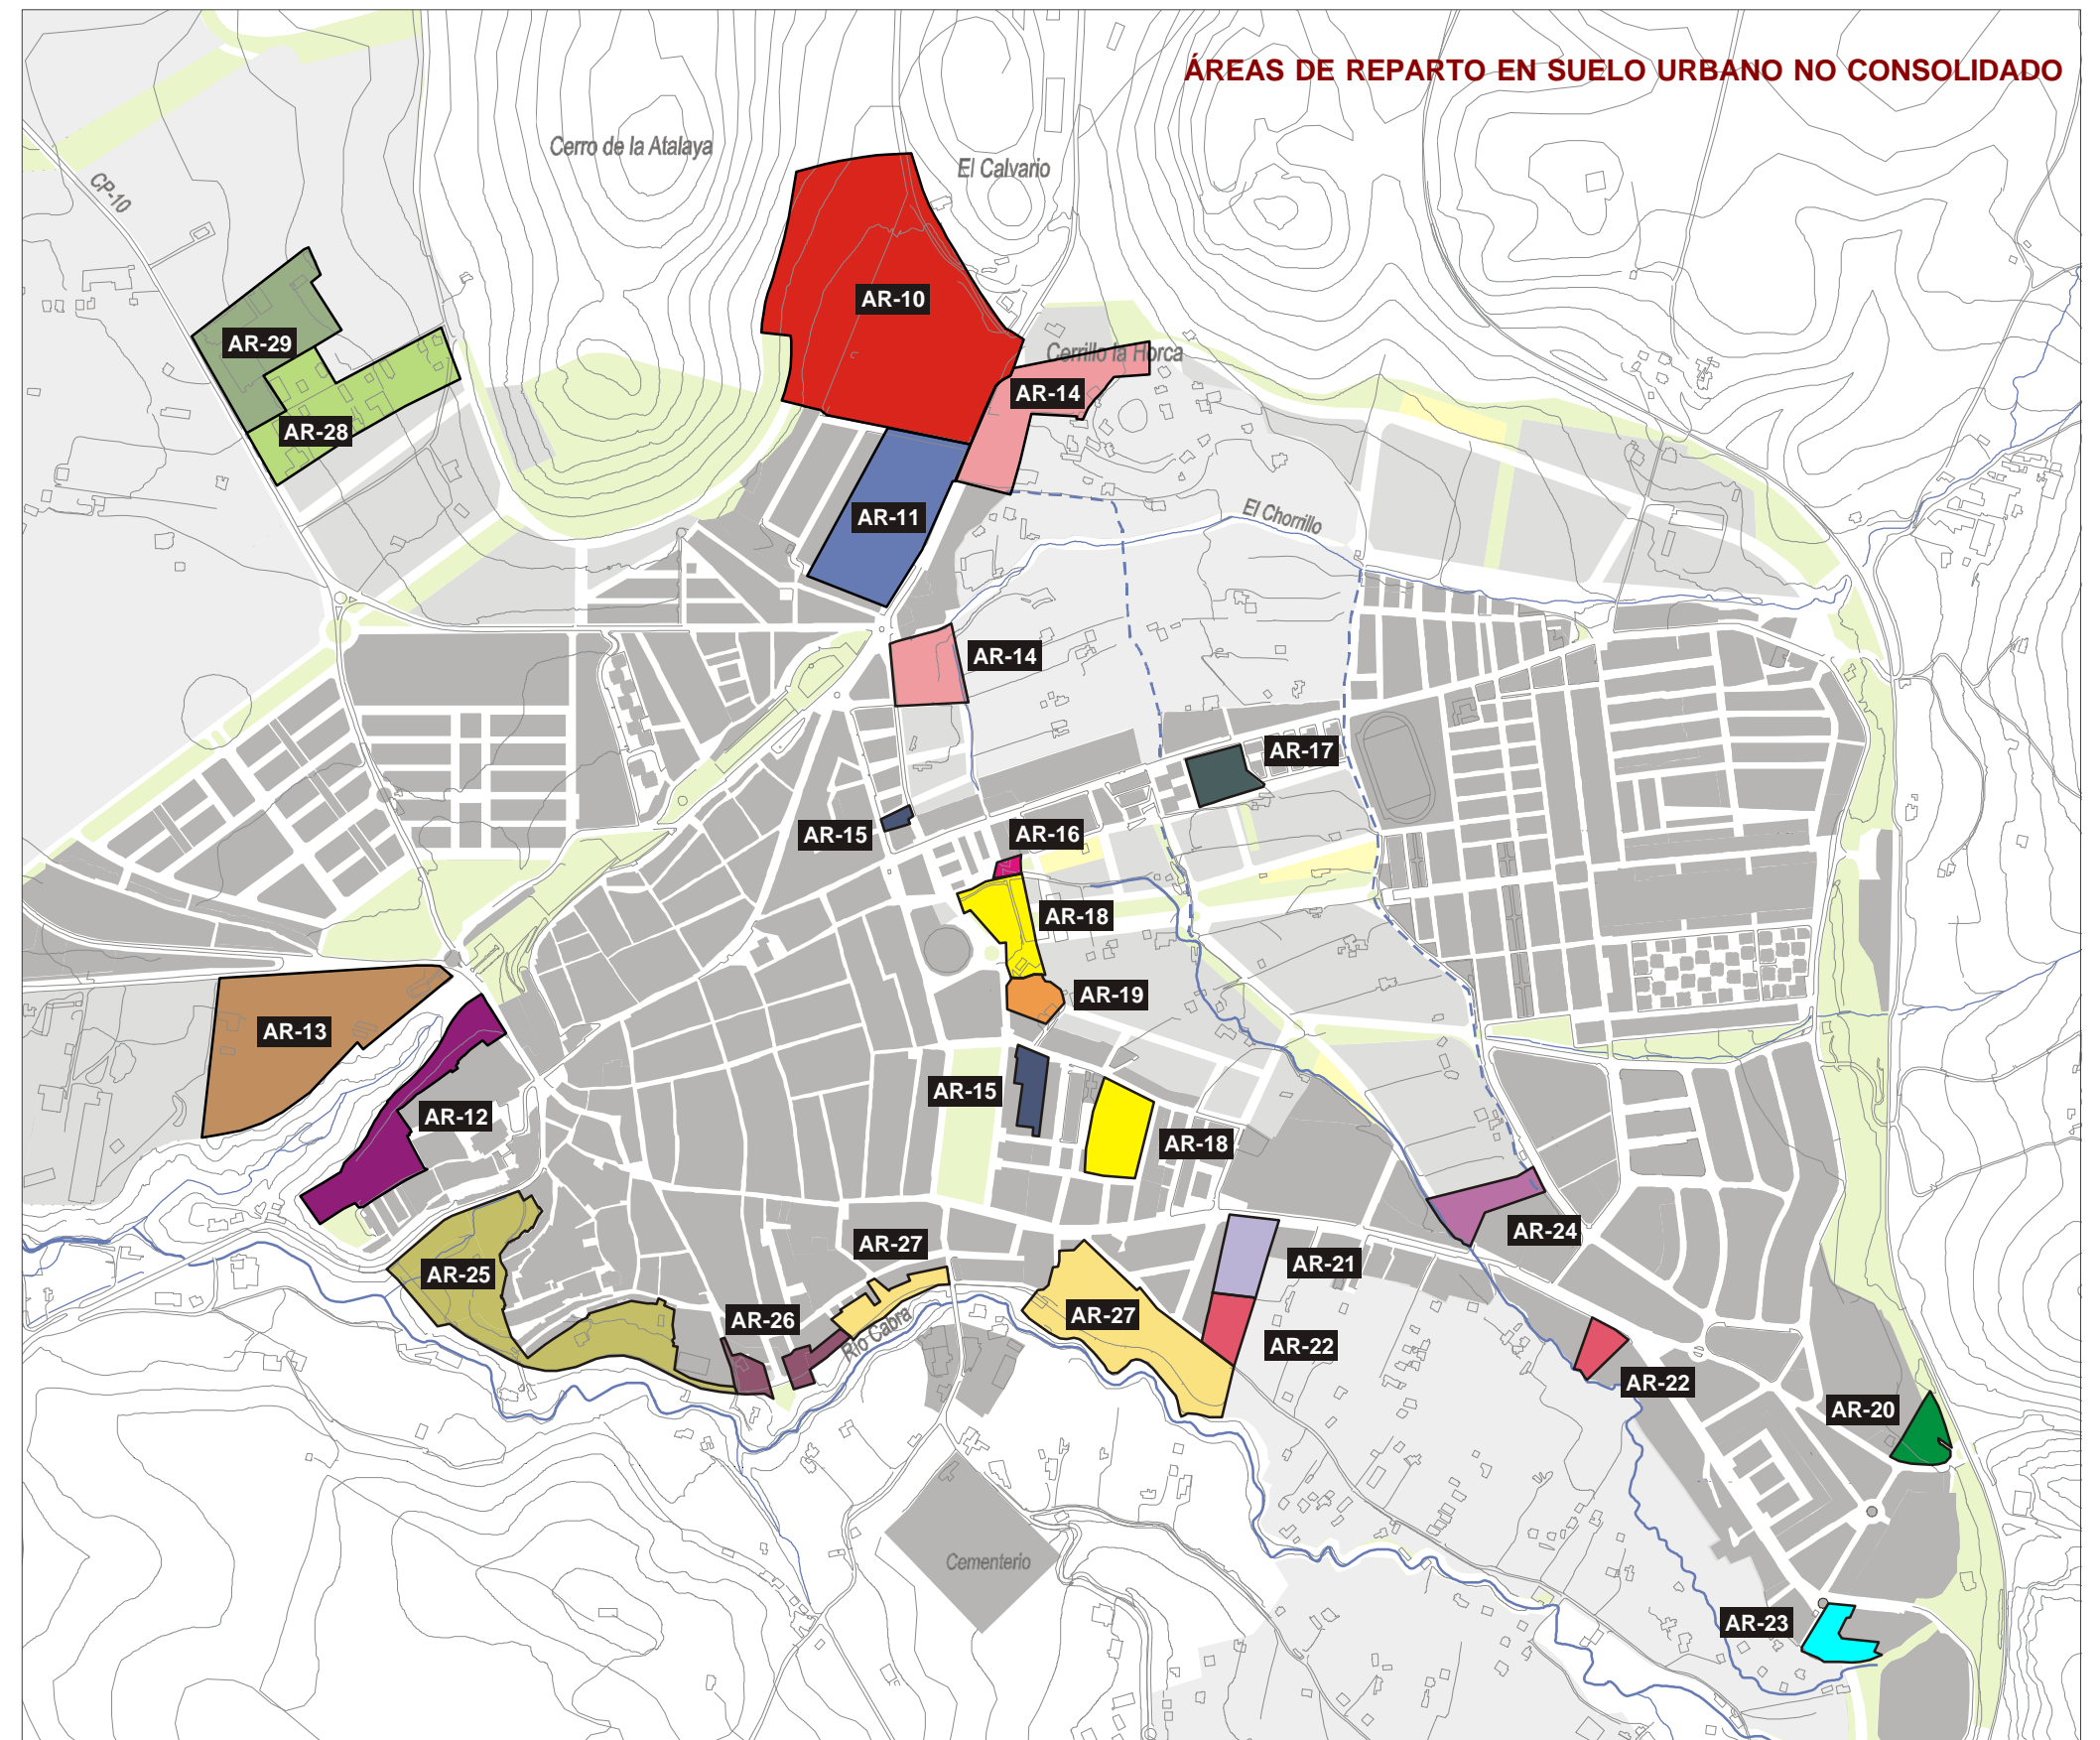 ÁREAS DE REPARTO EN SUELO URBANO NO CONSOLIDADO
Cerro de la Atalaya
El Calvario
CP-10
AR-10
AR-29
Cerrillo la Horca
AR-14
AR-28
AR-11
El Chorrillo
AR-14
AR-17
AR-15
AR-16
AR-18
AR-19
AR-13
AR-15
AR-12
AR-18
AR-24
AR-27
AR-21
AR-25
AR-27
AR-26
Río Cabra
AR-22
AR-22
AR-20
Cementerio
AR-23